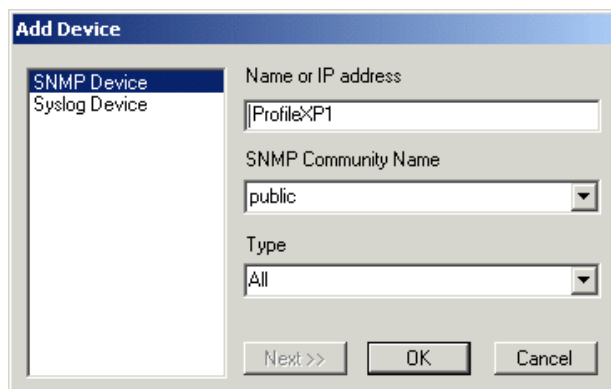 Add Device
SNMP Device
Syslog Device
Name or IP address
ProfileXP1
SNMP Community Name
public
Type
All
Next >>
OK
Cancel